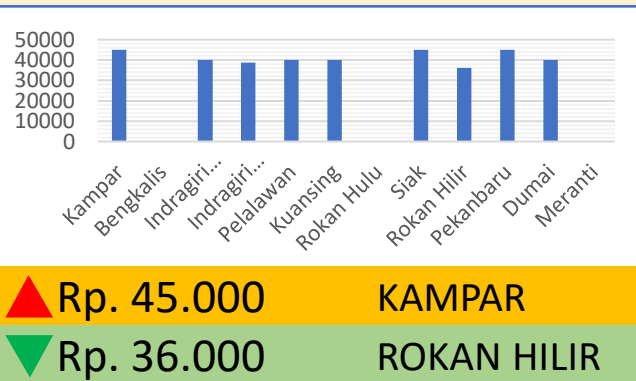 50000
40000
30000
20000
10000
0
Kampar
Bengkalis
Indragiri...
Indragiri...
Pelalawan
Kuansing
Rokan Hulu
Siak
Rokan Hilir
Pekanbaru
Dumai
Meranti
Rp. 45.000 KAMPAR
Rp. 36.000 ROKAN HILIR